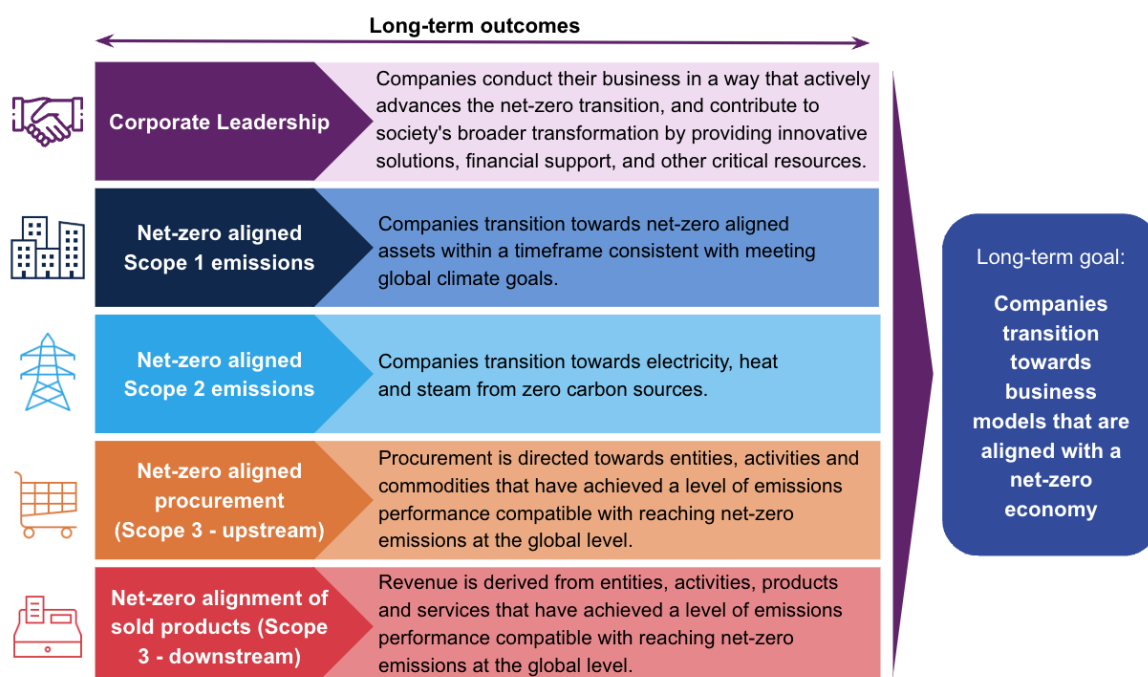 Long-term outcomes
Corporate Leadership
Companies conduct their business in a way that actively
advances the net-zero transition, and contribute to
society's broader transformation by providing innovative
solutions, financial support, and other critical resources.
Net-zero aligned
Scope 1 emissions
Companies transition towards net-zero aligned
assets within a timeframe consistent with meeting
global climate goals.
Net-zero aligned
Scope 2 emissions
Companies transition towards electricity, heat
and steam from zero carbon sources.
Net-zero aligned
procurement
(Scope 3 - upstream)
Procurement is directed towards entities, activities and
commodities that have achieved a level of emissions
performance compatible with reaching net-zero
emissions at the global level.
Net-zero alignment of
sold products (Scope
3 - downstream)
Revenue is derived from entities, activities, products
and services that have achieved a level of emissions
performance compatible with reaching net-zero
emissions at the global level.
Long-term goal:
Companies
transition
towards
business
models that are
aligned with a
net-zero
economy